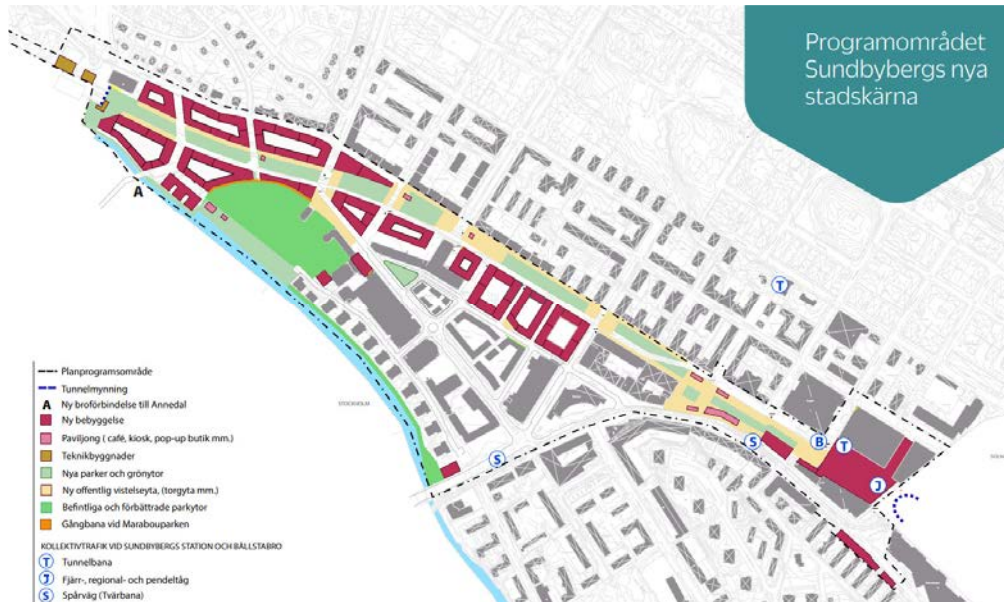 Programområdet
Sundbybergs nya
stadskärna
T
A
STOCKHOLM
S
S
B
T
J
Planprogramsområde
Tunnelmynning
A Ny broförbindelse till Annedal
Ny bebyggelse
Paviljong ( café, kiosk, pop-up butik mm.)
Teknikbyggnader
Nya parker och grönytor
Ny offentlig vistelseyta, (torgyta mm.)
Befintliga och förbättrade parkytor
Gångbana vid Marabouparken
KOLLEKTIVTRAFIK VID SUNDBYBERGS STATION OCH BÄLLSTABRO
T Tunnelbana
J Fjärr-, regional- och pendeltåg
S Spårväg (Tvärbana)